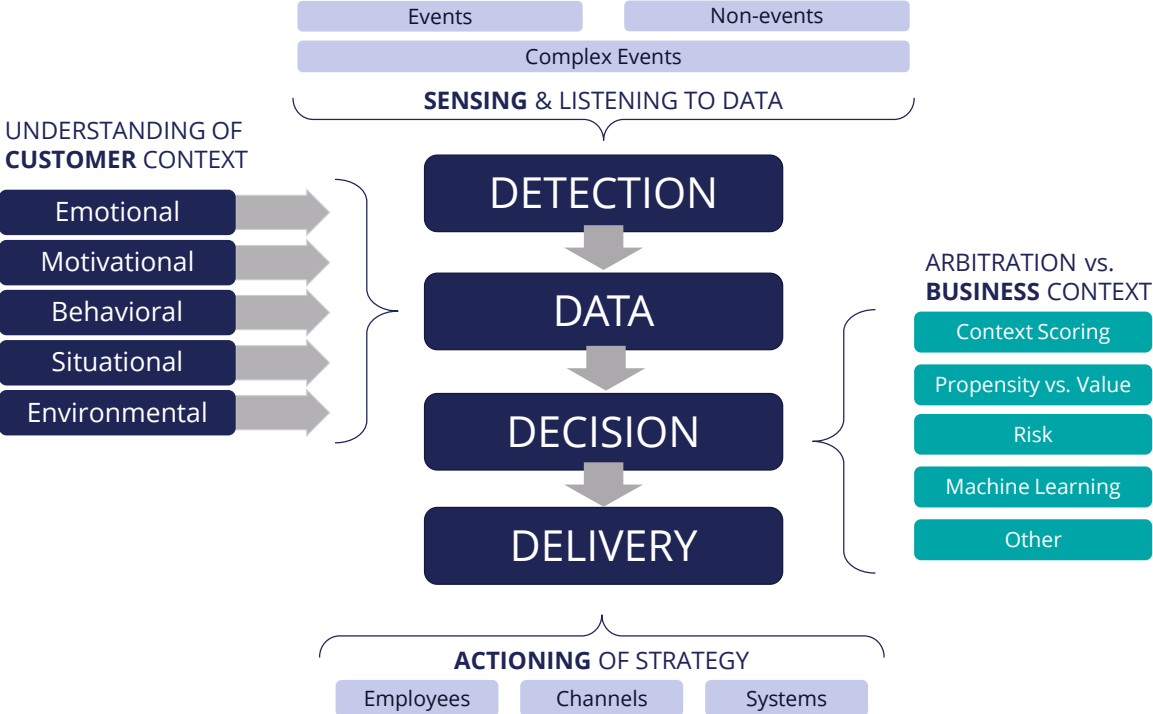 Events
Non-events
Complex Events
SENSING & LISTENING TO DATA
UNDERSTANDING OF
CUSTOMER CONTEXT
Emotional
Motivational
Behavioral
Situational
Environmental
DETECTION
DATA
DECISION
DELIVERY
ARBITRATION vs.
BUSINESS CONTEXT
Context Scoring
Propensity vs. Value
Risk
Machine Learning
Other
ACTIONING OF STRATEGY
Employees
Channels
Systems